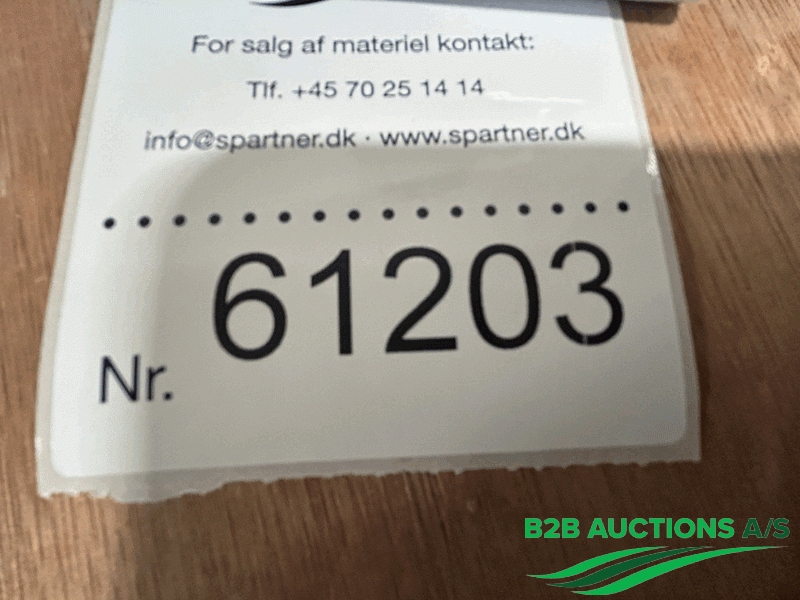 For salg af materiel kontakt:
Tlf. +45 70 25 14 14
info@spartner.dk · www.spartner.dk
61203
Nr.
B2B AUCTIONS A/S